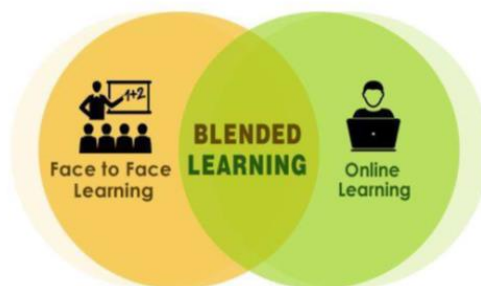 1+2
BLENDED
LEARNING
Face to Face
Learning
Online
Learning